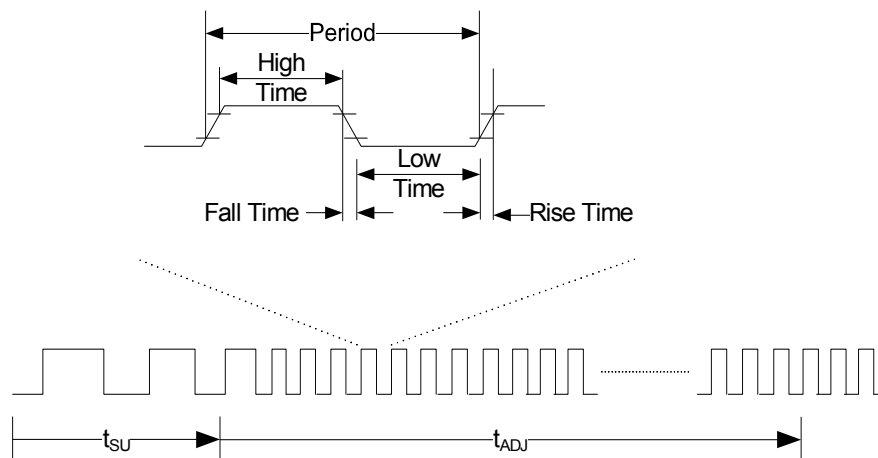 Period
High
Time
Low
Time
Fall Time
Rise Time
tSU
tADJ